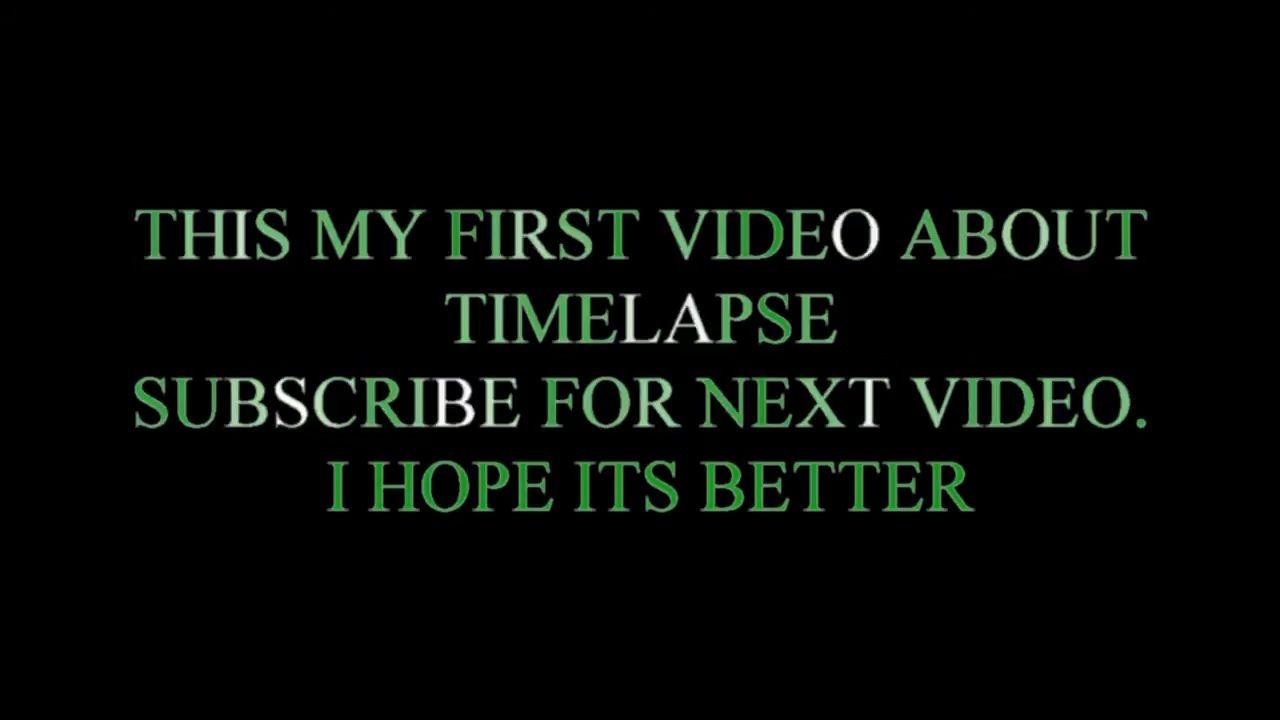 THIS MY FIRST VIDEO ABOUT
TIMELAPSE
SUBSCRIBE FOR NEXT VIDEO.
I HOPE ITS BETTER